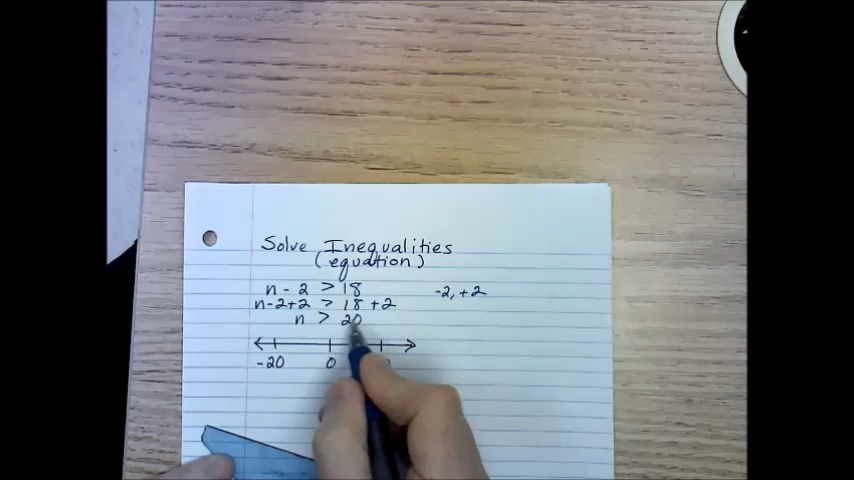 Solve Inequalities
(equation)
n - 2 > 18 -2, +2
n-2+2 > 18 +2
n > 20
-20 0